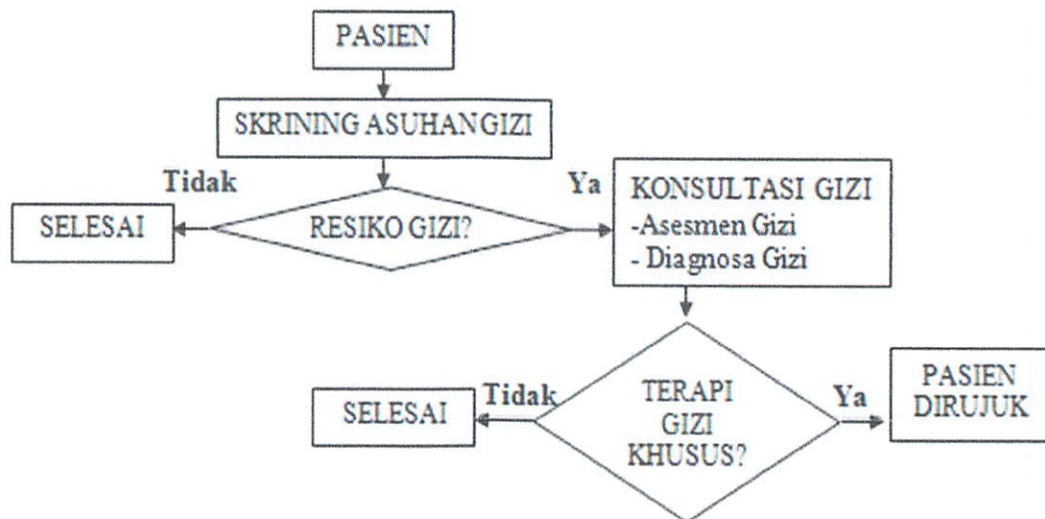 PASIEN
SKRINING ASUHANGIZI
Tidak
Ya
SELESAI
RESIKO GIZI?
KONSULTASI GIZI
-Asesmen Gizi
- Diagnosa Gizi
SELESAI
Tidak
TERAPI
GIZI
KHUSUS?
Ya
PASIEN
DIRUJUK